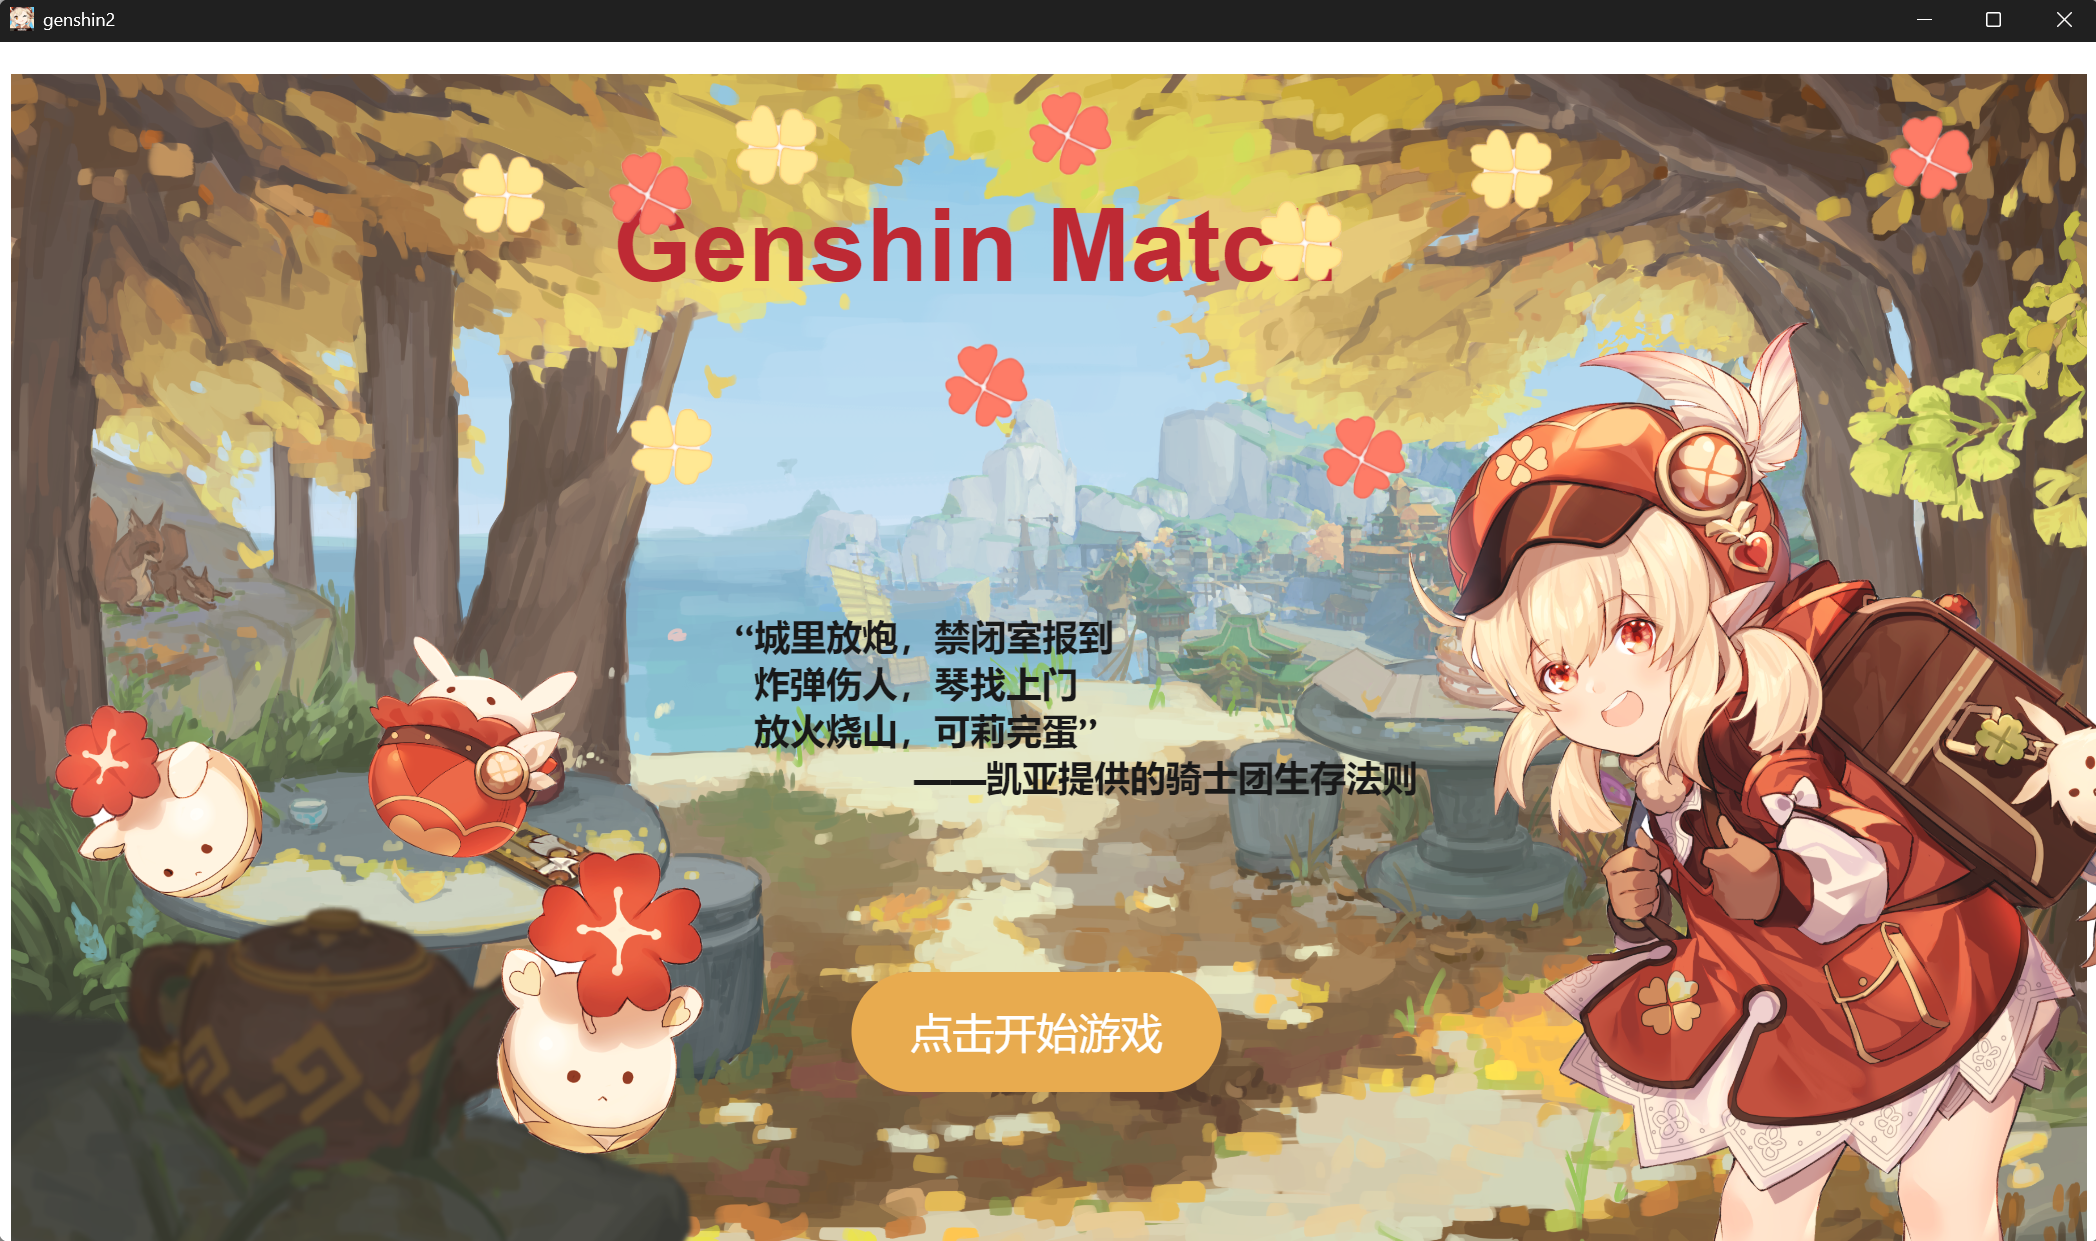 genshin2
Genshin Match
“城里放炮，禁闭室报到
炸弹伤人，琴找上门
放火烧山，可莉完蛋”
——凯亚提供的骑士团生存法则
点击开始游戏